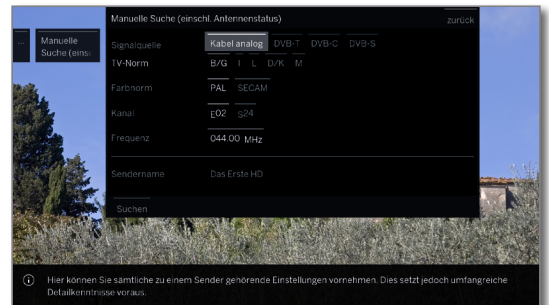 Manuelle Suche (einschl. Antennenstatus) zurück
... Manuelle Suche (eins
Signalquelle Kabel analog DVB-T DVB-C DVB-S
TV-Norm B/G I L D/K M
Farbnorm PAL SECAM
Kanal E02 S24
Frequenz 044.00 MHz
Sendername Das Erste HD
Suchen
Hier können Sie sämtliche zu einem Sender gehörende Einstellungen vornehmen. Dies setzt jedoch umfangreiche
Detailkenntnisse voraus.